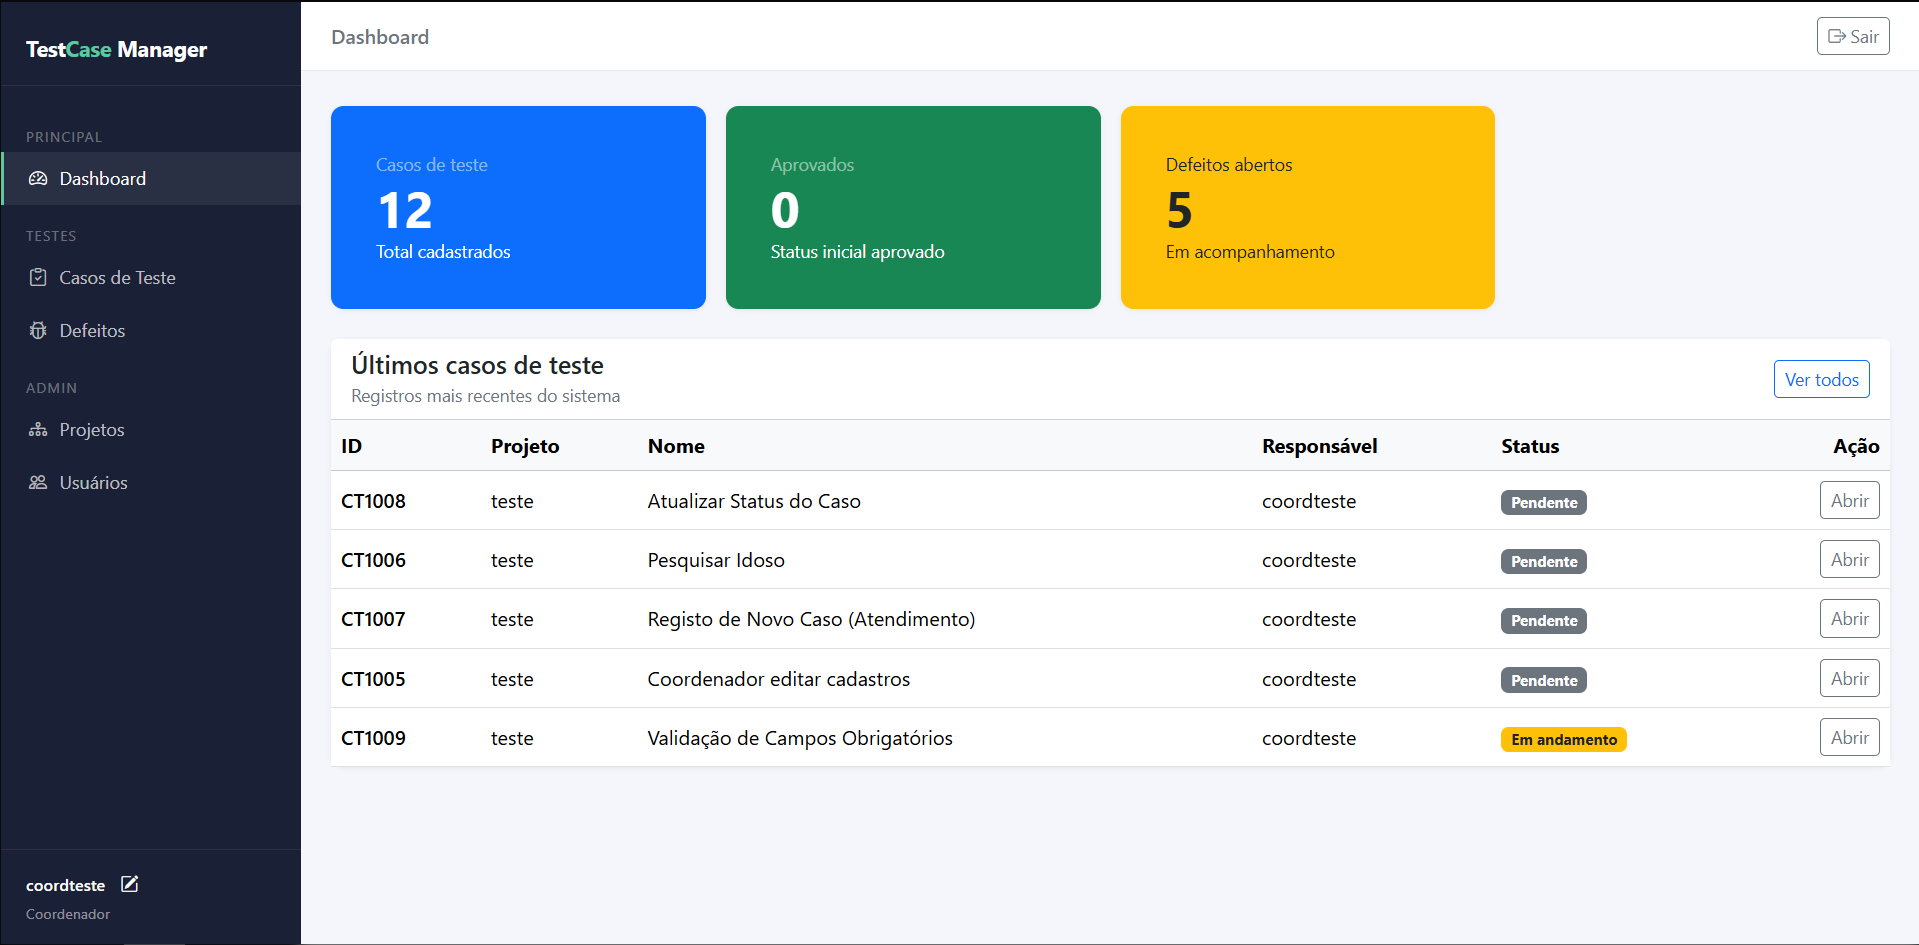 TestCase Manager
PRINCIPAL
Dashboard
TESTES
Casos de Teste
Defeitos
ADMIN
Projetos
Usuários
coordteste
Coordenador
Dashboard
Sair
Casos de teste
12
Total cadastrados
Aprovados
0
Status inicial aprovado
Defeitos abertos
5
Em acompanhamento
Últimos casos de teste
Registros mais recentes do sistema
Ver todos
ID Projeto Nome Responsável Status Ação
CT1008 teste Atualizar Status do Caso coordteste Pendente Abrir
CT1006 teste Pesquisar Idoso coordteste Pendente Abrir
CT1007 teste Registo de Novo Caso (Atendimento) coordteste Pendente Abrir
CT1005 teste Coordenador editar cadastros coordteste Pendente Abrir
CT1009 teste Validação de Campos Obrigatórios coordteste Em andamento Abrir